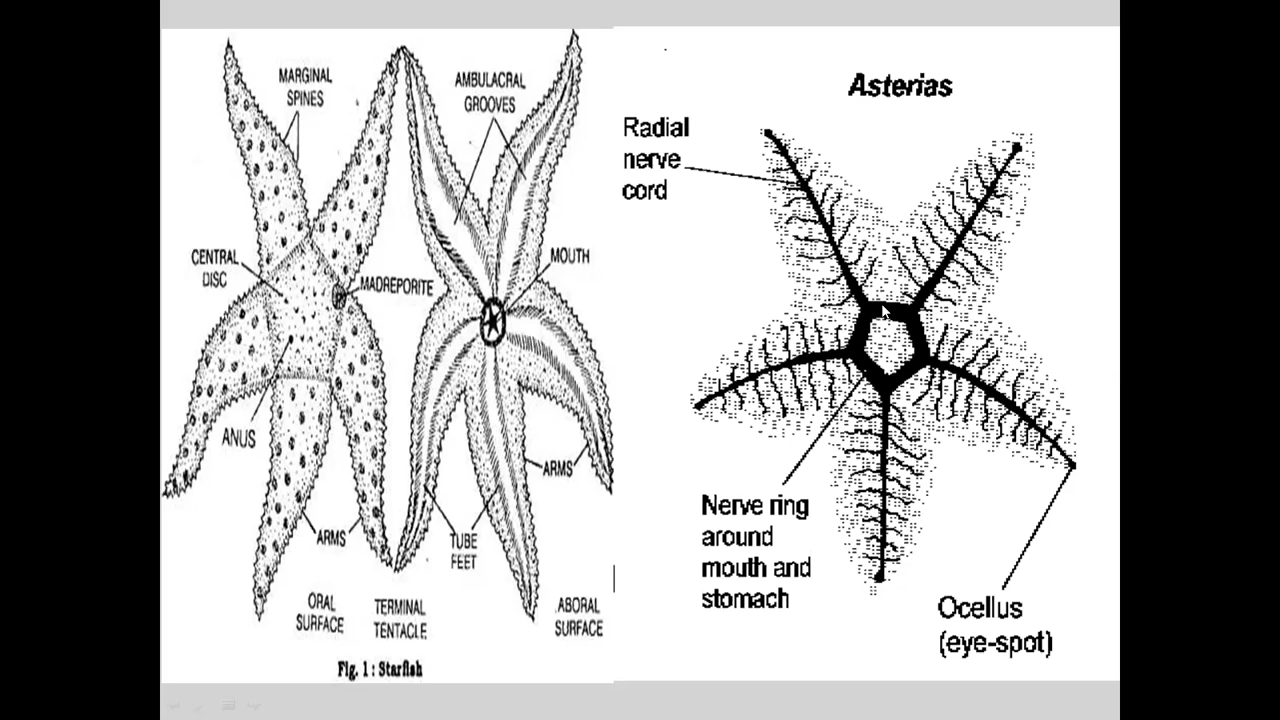 MARGINAL
SPINES
AMBULACRAL
GROOVES
CENTRAL
DISC
MADREPORITE
MOUTH
ANUS
ARMS
ARMS
TUBE
FEET
ORAL
SURFACE
TERMINAL
TENTACLE
ABORAL
SURFACE
Fig. 1 : Starfish
Asterias
Radial
nerve
cord
Nerve ring
around
mouth and
stomach
Ocellus
(eye-spot)